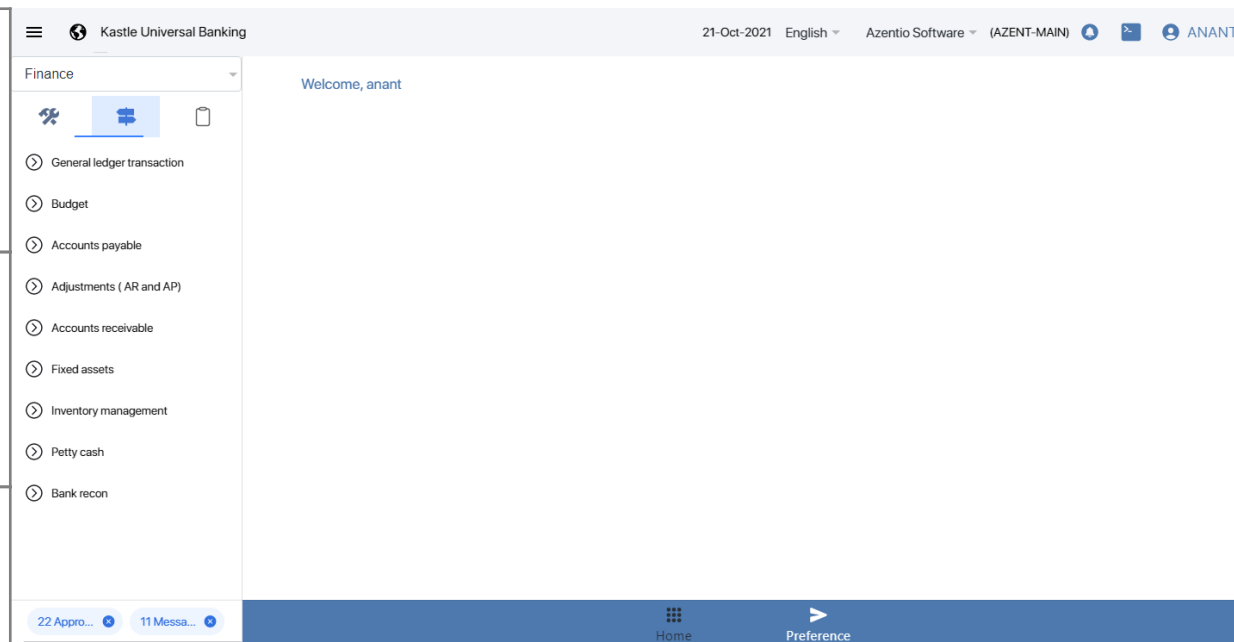 Kastle Universal Banking
21-Oct-2021 English Azentio Software (AZENT-MAIN) ANANT
Finance
Welcome, anant
General ledger transaction
Budget
Accounts payable
Adjustments ( AR and AP)
Accounts receivable
Fixed assets
Inventory management
Petty cash
Bank recon
22 Appro... 11 Messa...
Home Preference